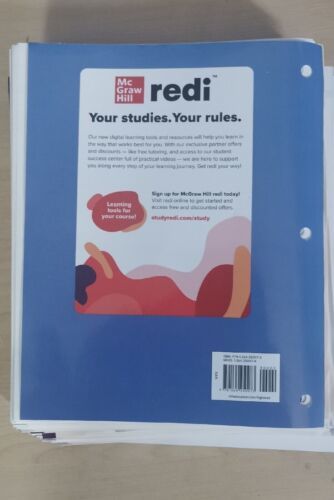 Mc
Graw
Hill
redi™
Your studies. Your rules.
Our new digital learning tools and resources will help you learn in
the way that works best for you. With our exclusive partner offers
and discounts — like free tutoring, and access to our student
success center full of practical videos — we are here to support
you along every step of your learning journey. Get redi your way!
Learning
tools for
your course!
Sign up for McGraw Hill redi today!
Visit redi online to get started and
access free and discounted offers.
studyredi.com/study